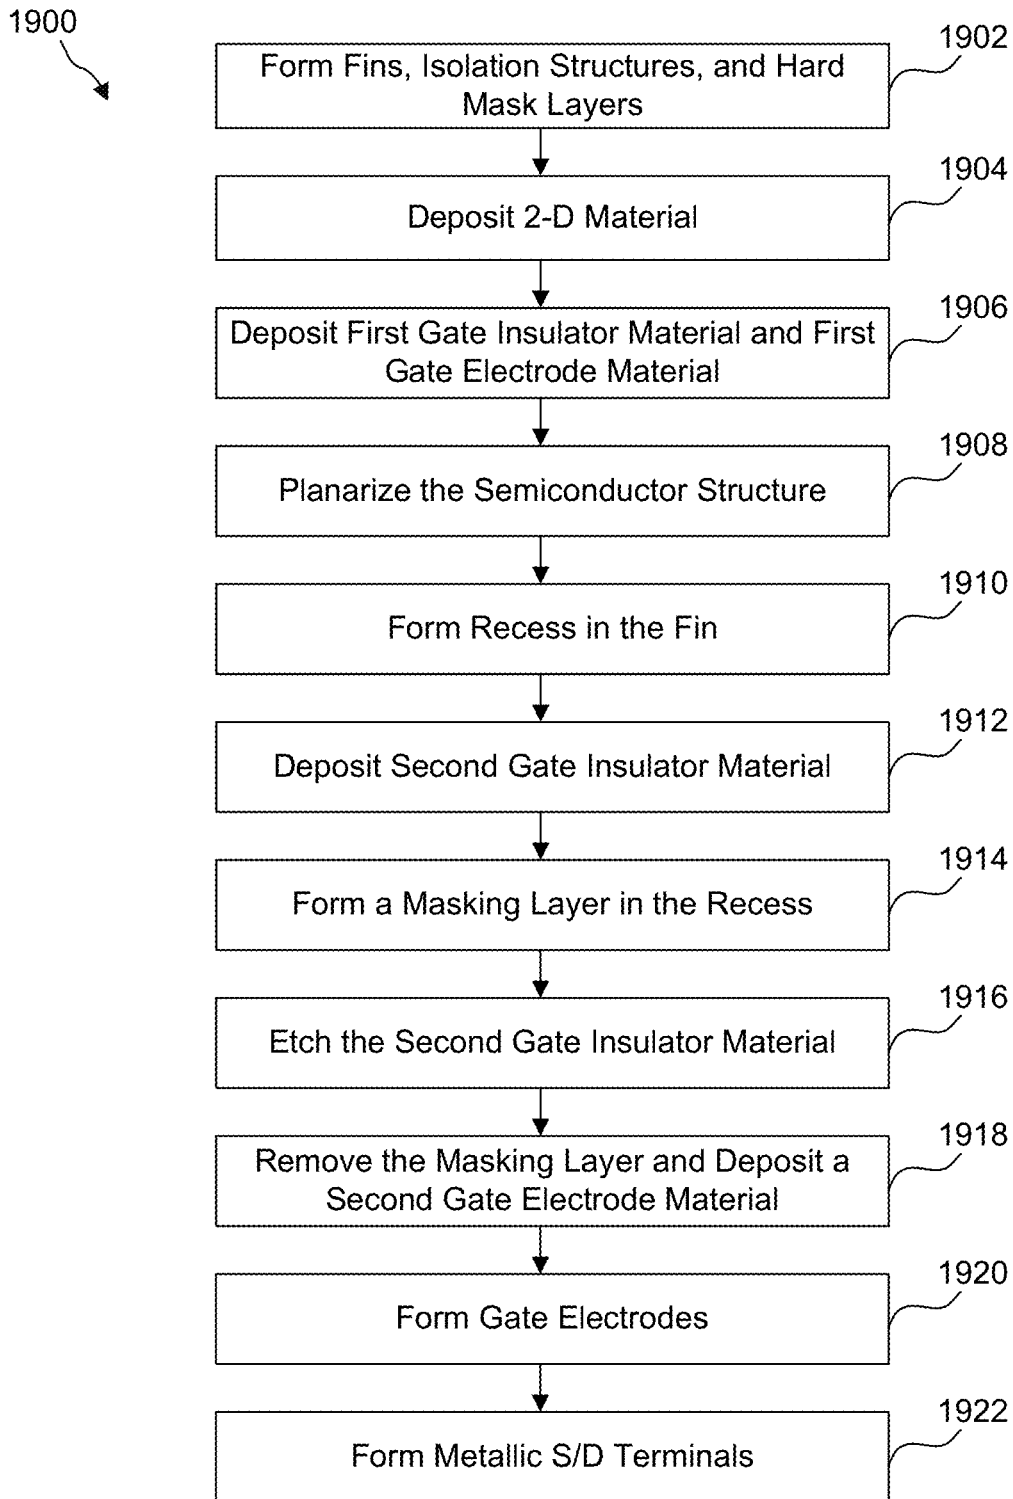 1900
Form Fins, Isolation Structures, and Hard
Mask Layers
1902
Deposit 2-D Material
1904
Deposit First Gate Insulator Material and First
Gate Electrode Material
1906
Planarize the Semiconductor Structure
1908
Form Recess in the Fin
1910
Deposit Second Gate Insulator Material
1912
Form a Masking Layer in the Recess
1914
Etch the Second Gate Insulator Material
1916
Remove the Masking Layer and Deposit a
Second Gate Electrode Material
1918
Form Gate Electrodes
1920
Form Metallic S/D Terminals
1922